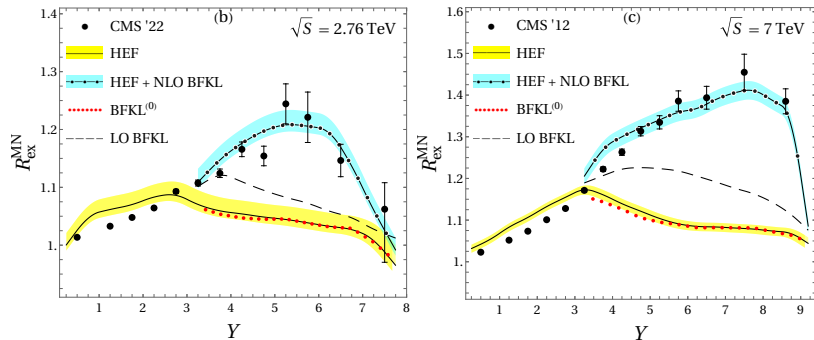 (b)
CMS '22
√S = 2.76 TeV
HEF
HEF + NLO BFKL
BFKL(0)
LO BFKL
R_ex^MN
1.4
1.3
1.2
1.1
1.
1 2 3 4 5 6 7 8
Y
(c)
CMS '12
√S = 7 TeV
HEF
HEF + NLO BFKL
BFKL(0)
LO BFKL
R_ex^MN
1.6
1.5
1.4
1.3
1.2
1.1
1.
1 2 3 4 5 6 7 8 9
Y